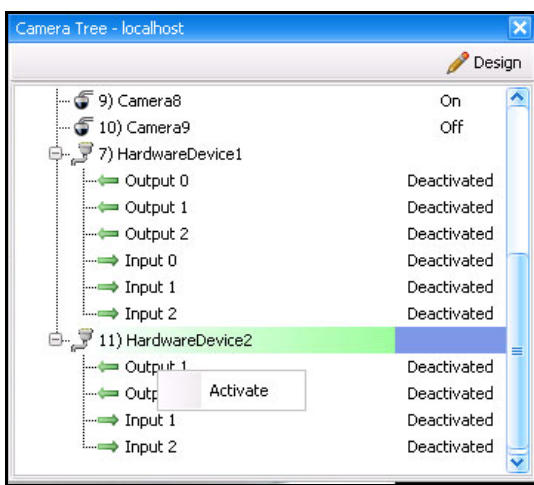 Camera Tree - localhost
Design
9) Camera8 On
10) Camera9 Off
7) HardwareDevice1
Output 0 Deactivated
Output 1 Deactivated
Output 2 Deactivated
Input 0 Deactivated
Input 1 Deactivated
Input 2 Deactivated
11) HardwareDevice2
Output 1 Deactivated
Outp Activate Deactivated
Input 1 Deactivated
Input 2 Deactivated